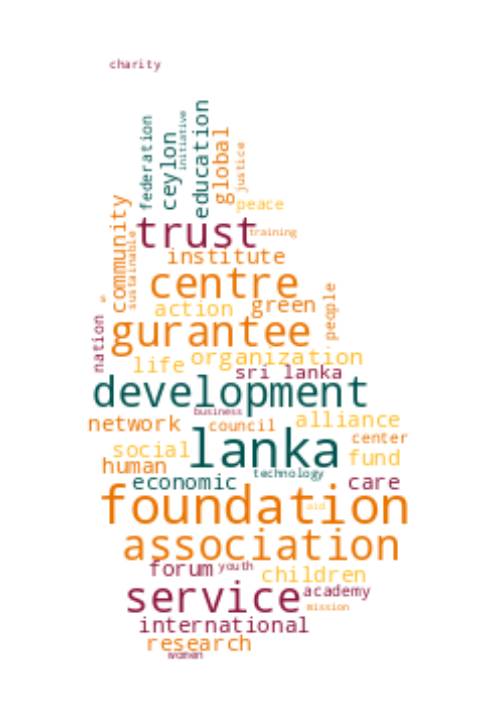 charity
federation
ceylon
initiative
education
global
justice
peace
community
sustainable
trust
training
institute
centre
action
green
people
nation
gurantee
life
organization
sri lanka
development
business
network
council
alliance
center
social
lanka
fund
human
technology
economic
care
foundation
aid
association
forum
youth
children
service
academy
mission
international
research
women